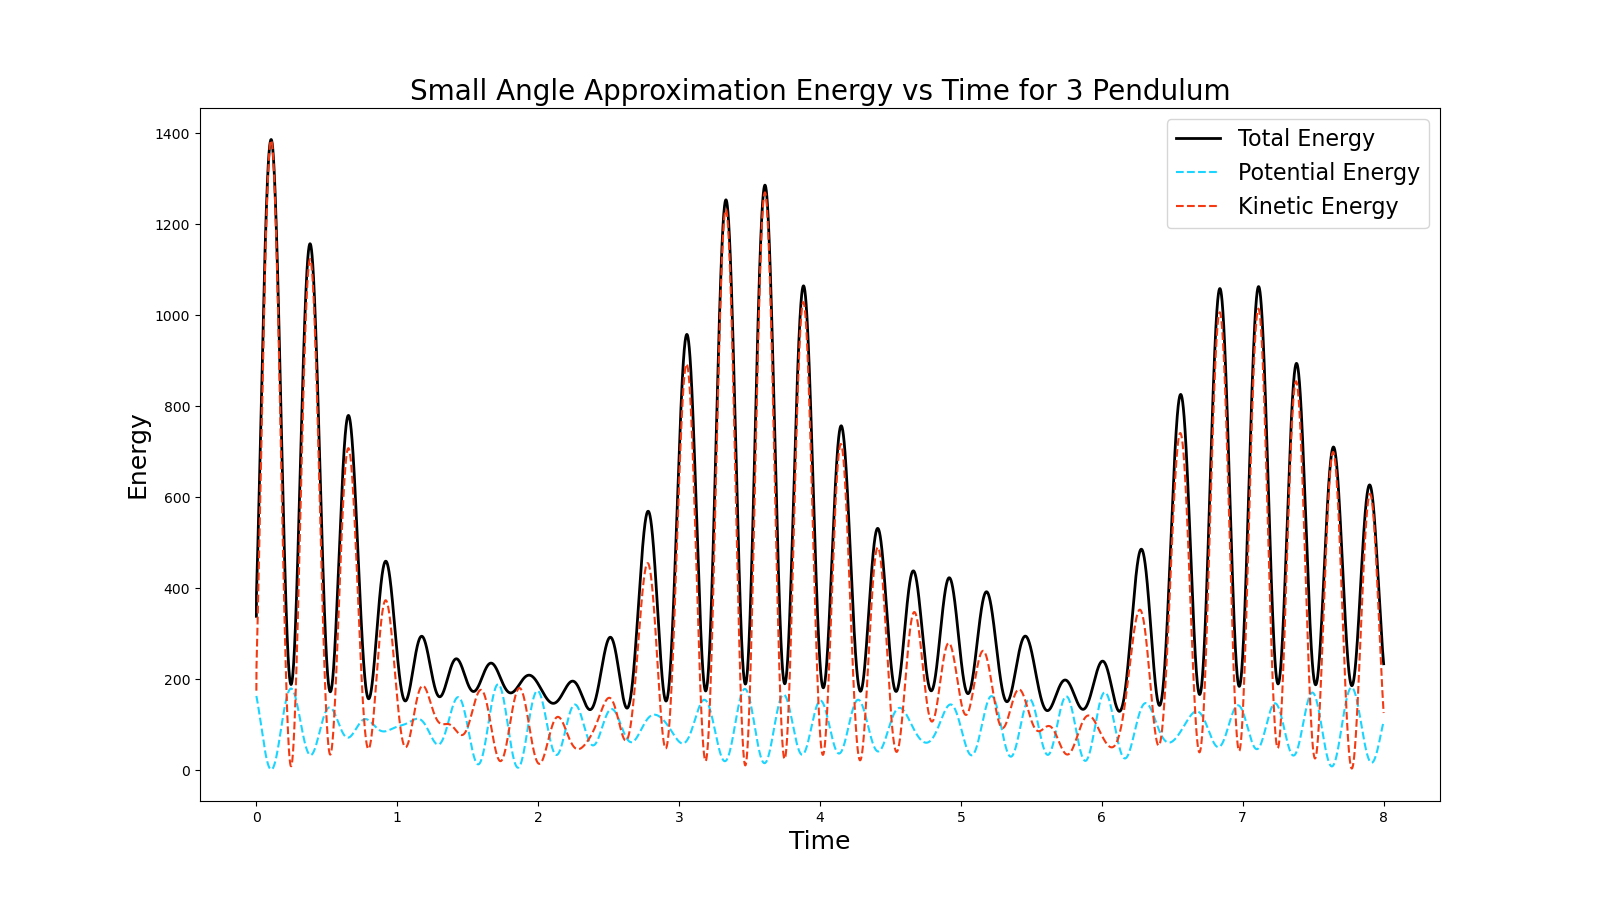 Small Angle Approximation Energy vs Time for 3 Pendulum
Total Energy
Potential Energy
Kinetic Energy
1400
1200
1000
800
600
400
200
0
Energy
0 1 2 3 4 5 6 7 8
Time